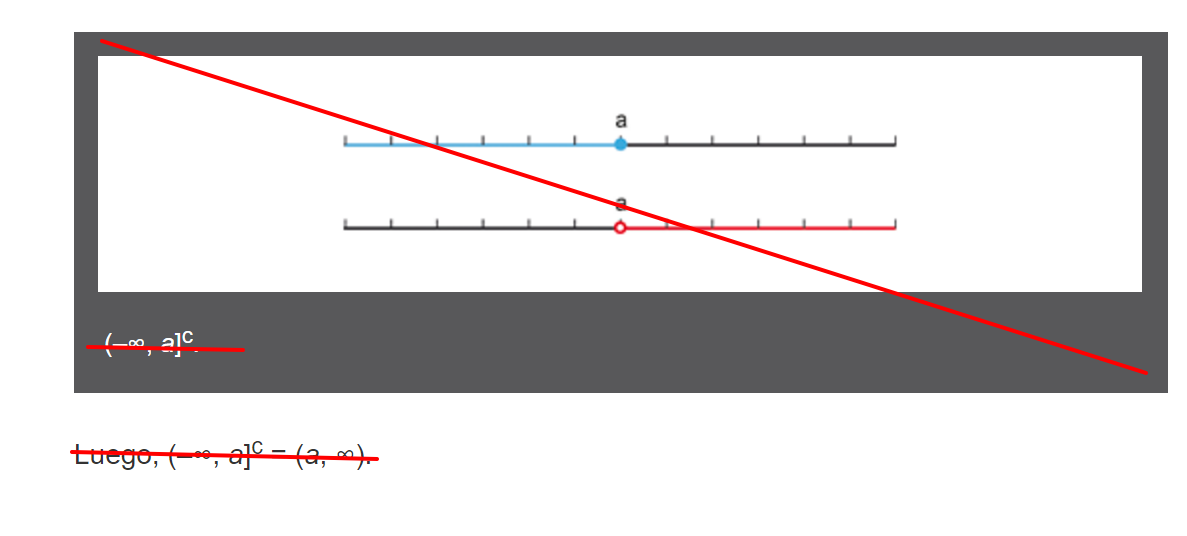 a
a
(–∞, a]ᶜ.
Luego, (–∞, a]ᶜ = (a, ∞).